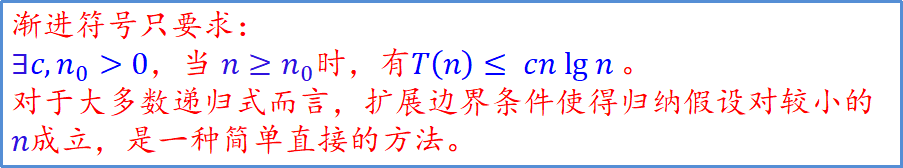 渐进符号只要求：
∃c, n₀ > 0，当 n ≥ n₀时，有T(n) ≤ cn lg n 。
对于大多数递归式而言，扩展边界条件使得归纳假设对较小的
n成立，是一种简单直接的方法。